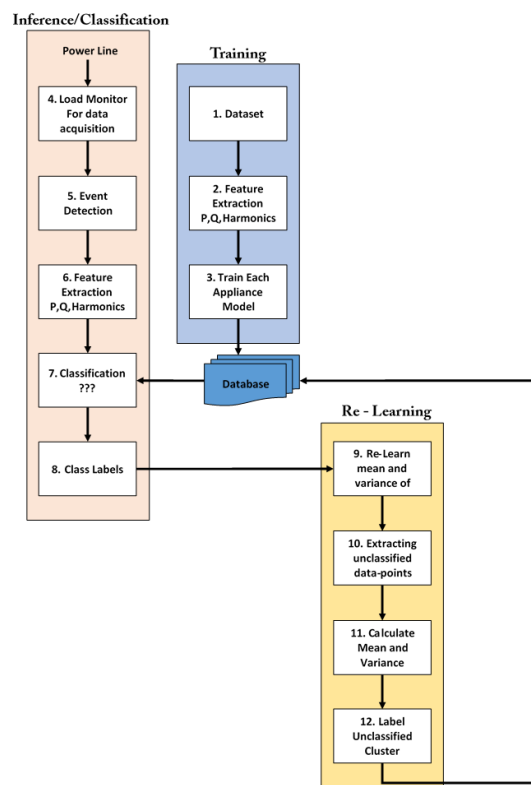 Inference/Classification
Power Line
4. Load Monitor
For data
acquisition
5. Event
Detection
6. Feature
Extraction
P,Q,Harmonics
7. Classification
???
8. Class Labels
Training
1. Dataset
2. Feature
Extraction
P,Q,Harmonics
3. Train Each
Appliance
Model
Database
Re - Learning
9. Re-Learn
mean and
variance of
10. Extracting
unclassified
data-points
11. Calculate
Mean and
Variance
12. Label
Unclassified
Cluster